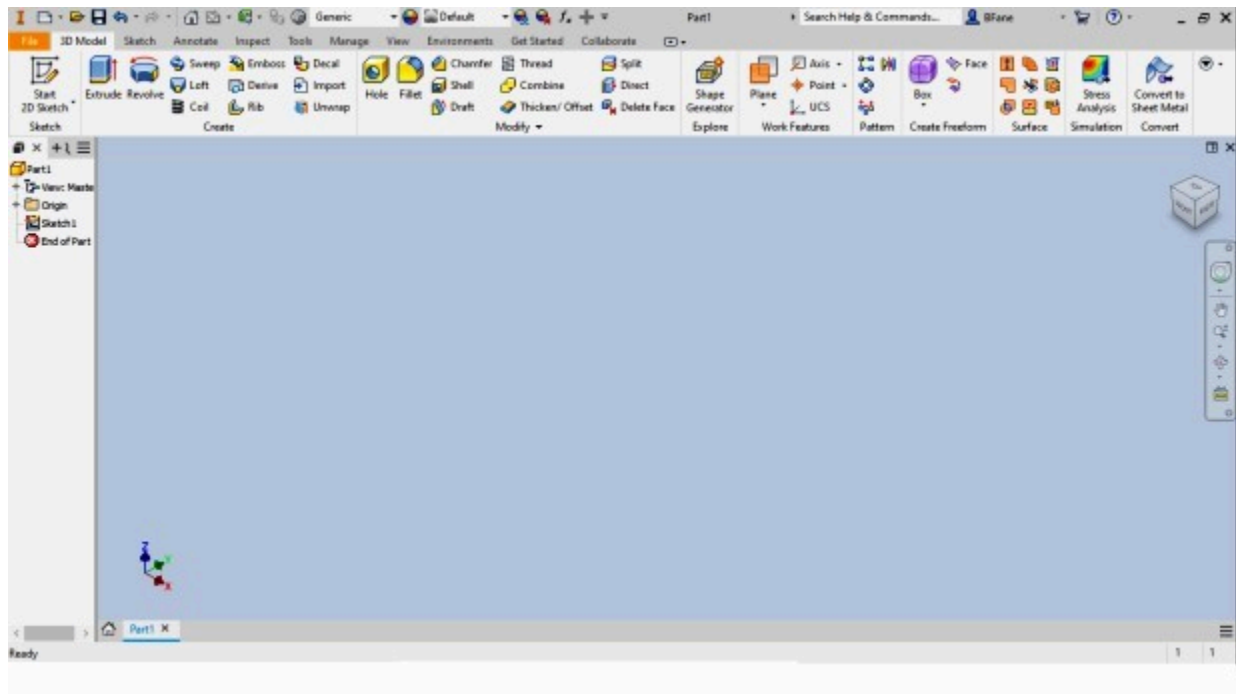 Generic Default Part1 Search Help & Commands... BFane
File 3D Model Sketch Annotate Inspect Tools Manage View Environments Get Started Collaborate
Sweep Emboss Decal Chamfer Thread Split Axis Face
Loft Derive Import Shell Combine Direct Point
Start Extrude Revolve Hole Fillet Shape Plane Box Stress Convert to
2D Sketch Coil Rib Unwrap Draft Thicken/ Offset Delete Face Generator UCS Analysis Sheet Metal
Sketch Create Modify Explore Work Features Pattern Create Freeform Surface Simulation Convert
Part1
View: Maste
Origin
Sketch1
End of Part
Z
Y
X
Part1
Ready 1 1